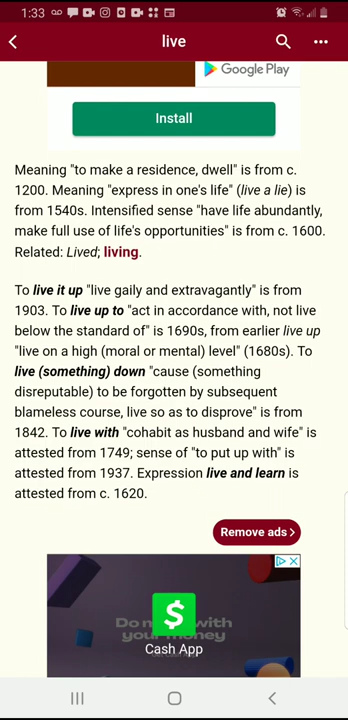 1:33
live
Google Play
Install
Meaning "to make a residence, dwell" is from c.
1200. Meaning "express in one's life" (live a lie) is
from 1540s. Intensified sense "have life abundantly,
make full use of life's opportunities" is from c. 1600.
Related: Lived; living.
To live it up "live gaily and extravagantly" is from
1903. To live up to "act in accordance with, not live
below the standard of" is 1690s, from earlier live up
"live on a high (moral or mental) level" (1680s). To
live (something) down "cause (something
disreputable) to be forgotten by subsequent
blameless course, live so as to disprove" is from
1842. To live with "cohabit as husband and wife" is
attested from 1749; sense of "to put up with" is
attested from 1937. Expression live and learn is
attested from c. 1620.
Remove ads
with
your money
$
Cash App